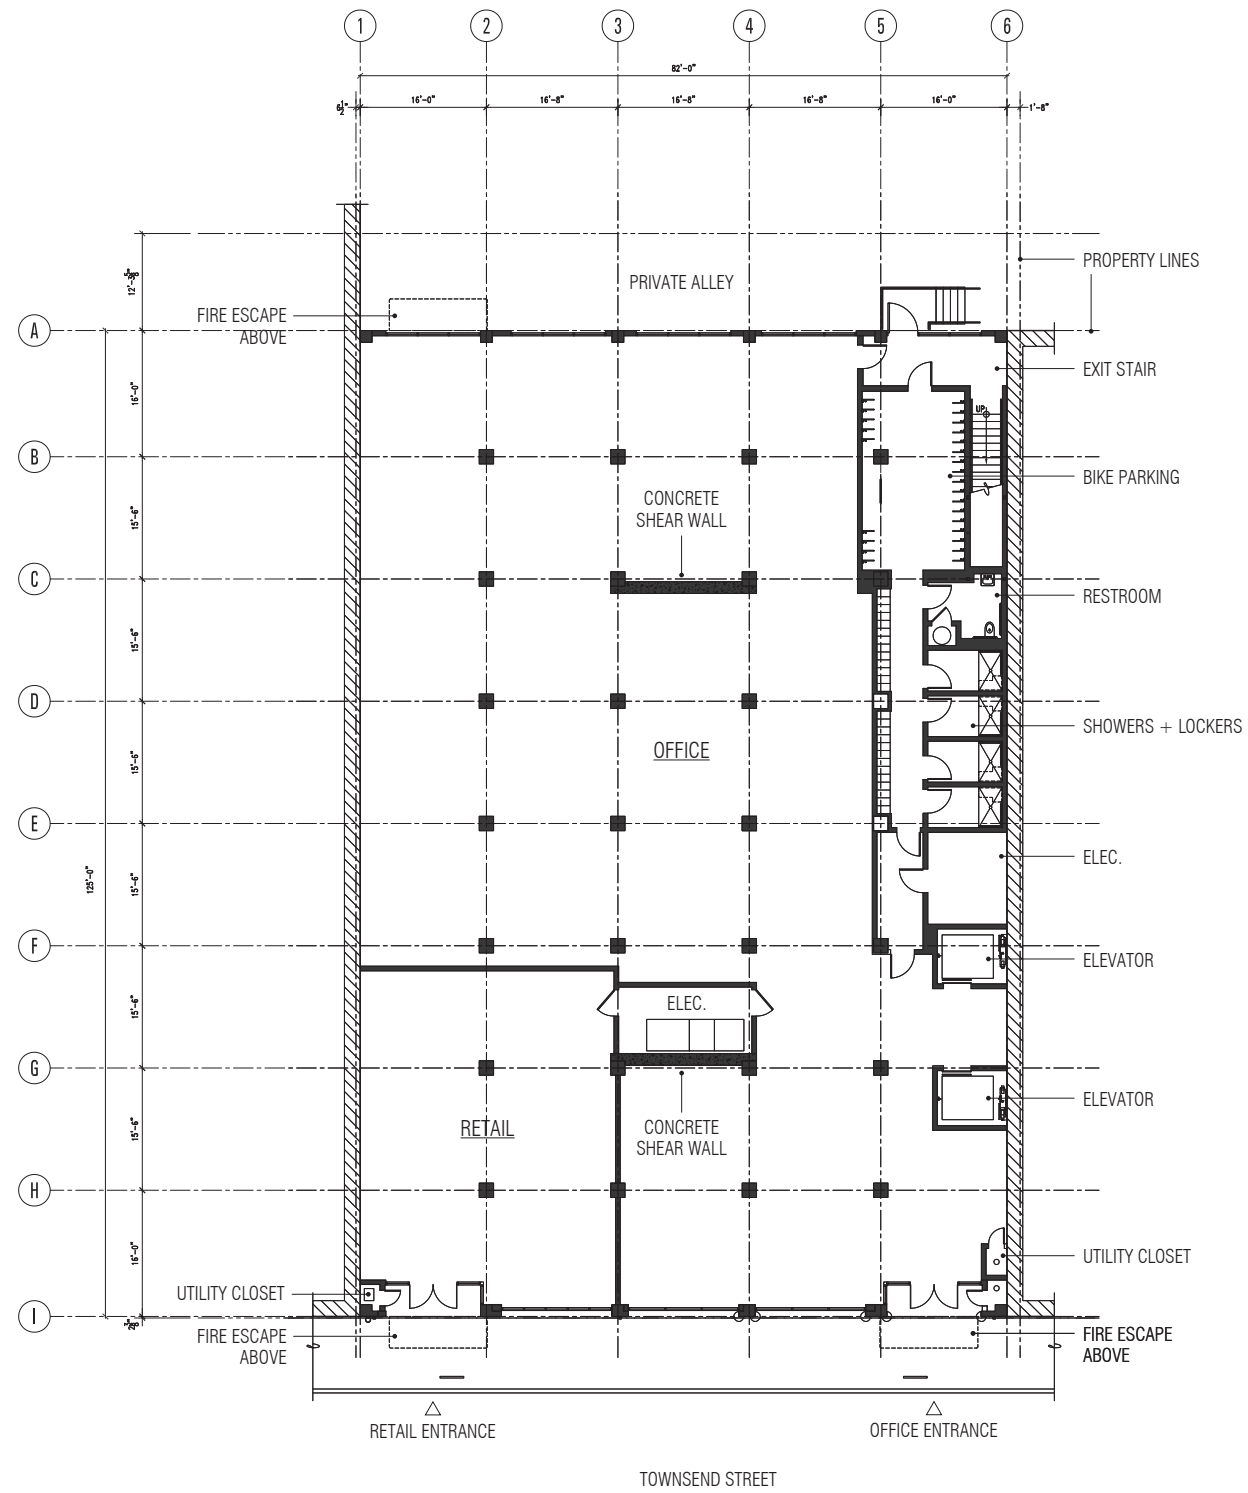 1 2 3 4 5 6
82'-0"
6½" 16'-0" 16'-8" 16'-8" 16'-8" 16'-0" 1'-8"
PROPERTY LINES
PRIVATE ALLEY
FIRE ESCAPE
ABOVE
A
EXIT STAIR
16'-0"
UP
B
BIKE PARKING
CONCRETE
SHEAR WALL
15'-6"
C
RESTROOM
15'-6"
D
SHOWERS + LOCKERS
OFFICE
15'-6"
E
ELEC.
125'-0"
15'-6"
F
ELEVATOR
ELEC.
15'-6"
G
ELEVATOR
RETAIL
CONCRETE
SHEAR WALL
15'-6"
H
16'-0"
UTILITY CLOSET
UTILITY CLOSET
I
FIRE ESCAPE
ABOVE
FIRE ESCAPE
ABOVE
RETAIL ENTRANCE
OFFICE ENTRANCE
TOWNSEND STREET